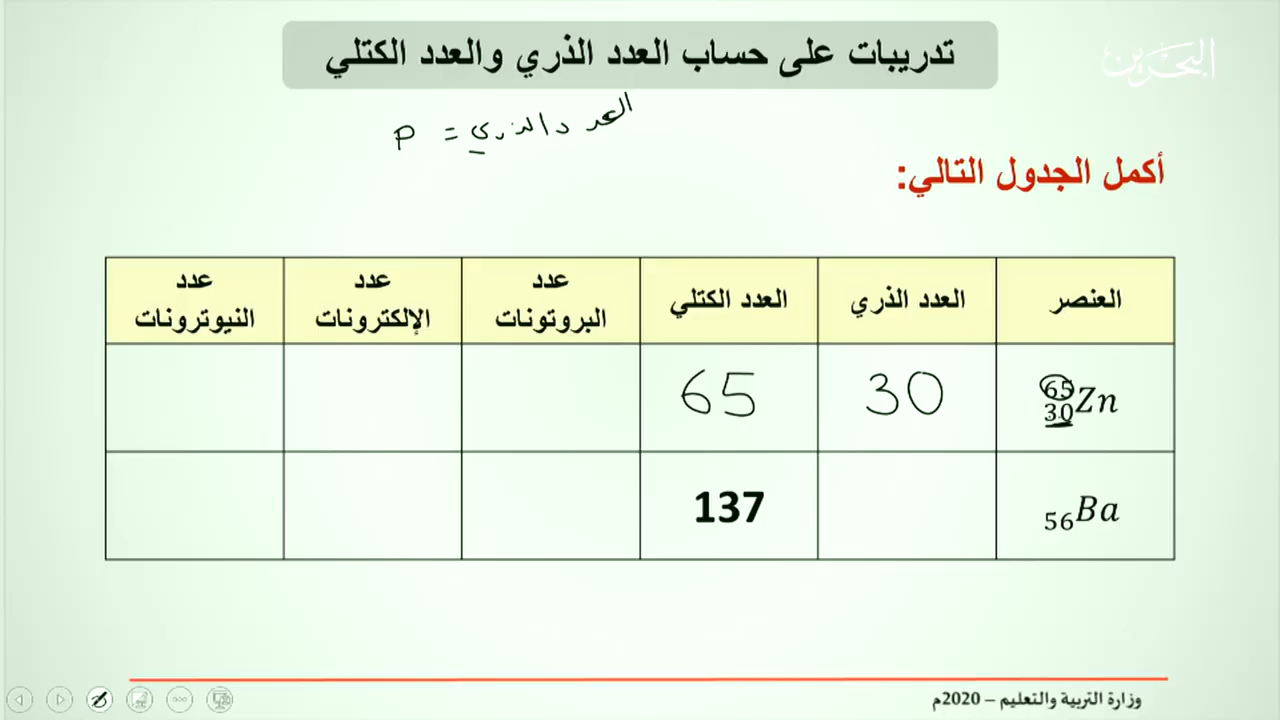 البحرين
تدريبات على حساب العدد الذري والعدد الكتلي
العدد الذري = P
أكمل الجدول التالي:
العنصر العدد الذري العدد الكتلي عدد البروتونات عدد الإلكترونات عدد النيوترونات
65 30 Zn 30 65
56 Ba 137
وزارة التربية والتعليم – 2020م